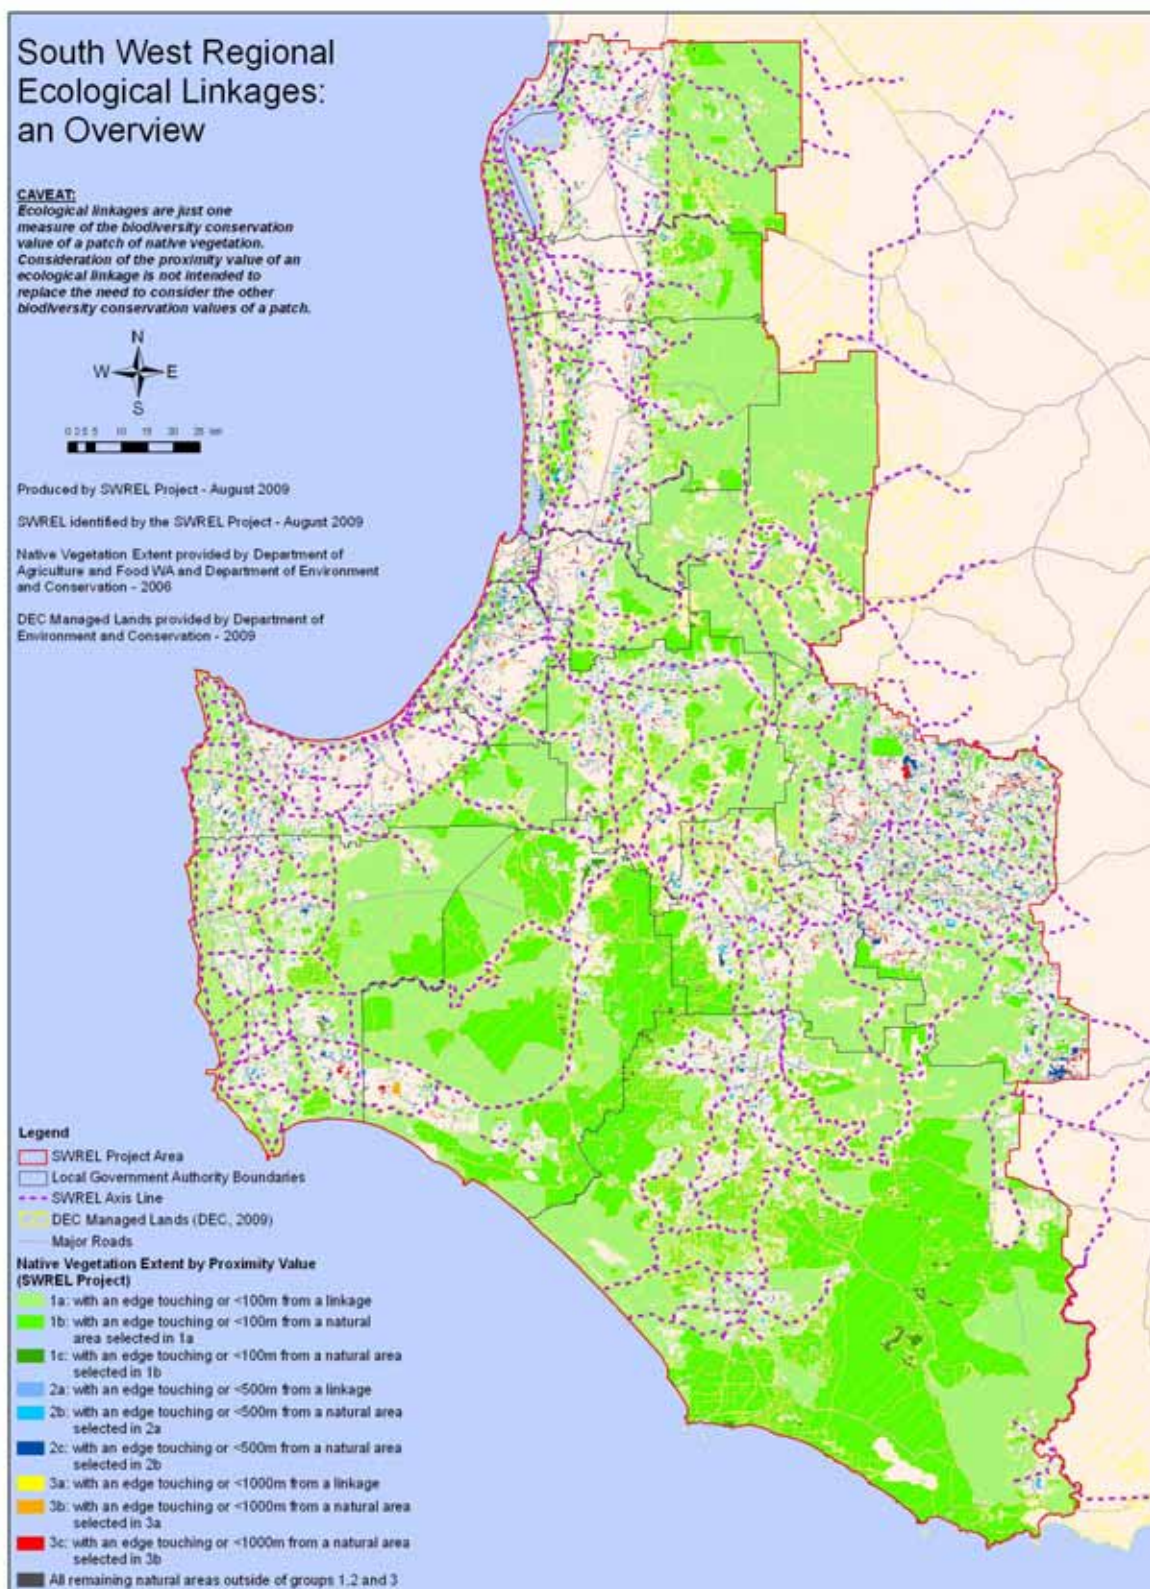 South West Regional
Ecological Linkages:
an Overview
CAVEAT:
Ecological linkages are just one
measure of the biodiversity conservation
value of a patch of native vegetation.
Consideration of the proximity value of an
ecological linkage is not intended to
replace the need to consider the other
biodiversity conservation values of a patch.
N
W E
S
0 2.5 5 10 15 20 25 km
Produced by SWREL Project - August 2009
SWREL identified by the SWREL Project - August 2009
Native Vegetation Extent provided by Department of
Agriculture and Food WA and Department of Environment
and Conservation - 2006
DEC Managed Lands provided by Department of
Environment and Conservation - 2009
Legend
SWREL Project Area
Local Government Authority Boundaries
SWREL Axis Line
DEC Managed Lands (DEC, 2009)
Major Roads
Native Vegetation Extent by Proximity Value
(SWREL Project)
1a: with an edge touching or <100m from a linkage
1b: with an edge touching or <100m from a natural
area selected in 1a
1c: with an edge touching or <100m from a natural area
selected in 1b
2a: with an edge touching or <500m from a linkage
2b: with an edge touching or <500m from a natural area
selected in 2a
2c: with an edge touching or <500m from a natural area
selected in 2b
3a: with an edge touching or <1000m from a linkage
3b: with an edge touching or <1000m from a natural area
selected in 3a
3c: with an edge touching or <1000m from a natural area
selected in 3b
All remaining natural areas outside of groups 1,2 and 3